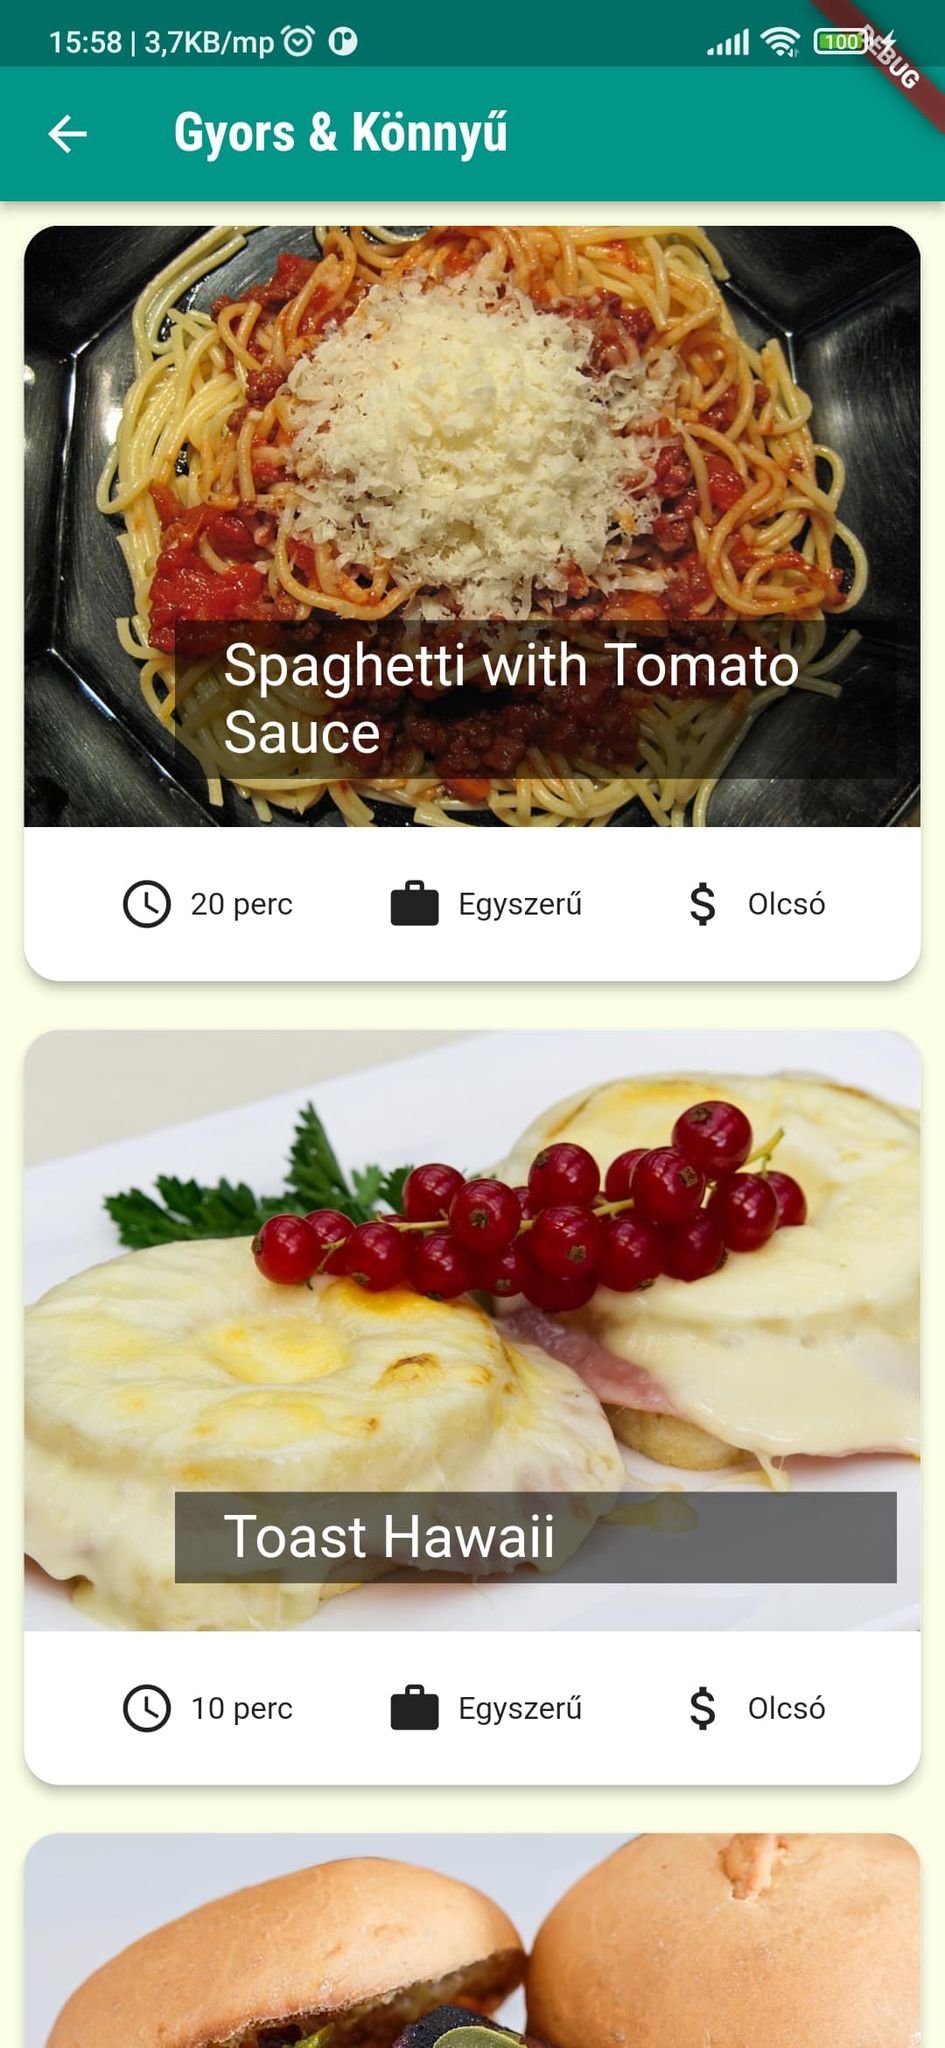 15:58 | 3,7KB/mp
100
DEBUG
Gyors & Könnyű
Spaghetti with Tomato
Sauce
20 perc
Egyszerű
$ Olcsó
Toast Hawaii
10 perc
Egyszerű
$ Olcsó